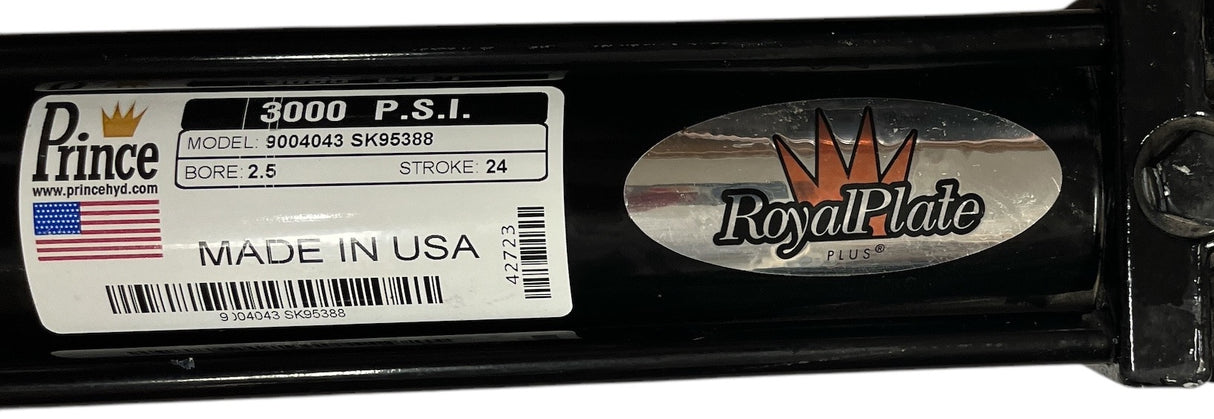 Prince
www.princehyd.com
3000 P.S.I.
MODEL: 9004043 SK95388
BORE: 2.5 STROKE: 24
MADE IN USA
9004043 SK95388
42723
RoyalPlate
PLUS®